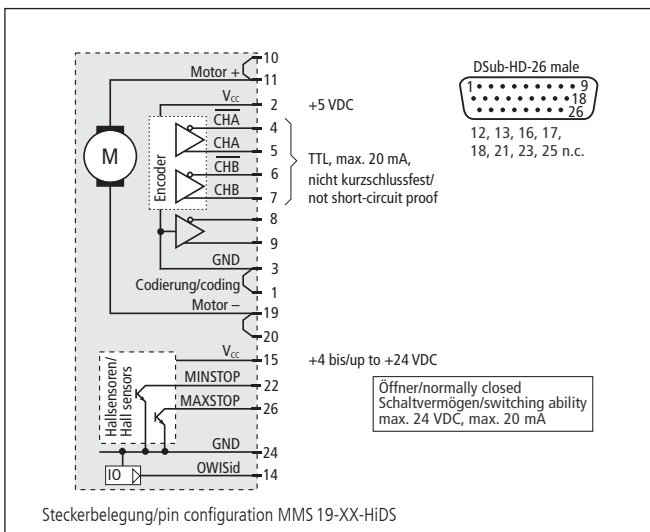 10
Motor +
11
DSub-HD-26 male
VCC
2
+5 VDC
1
9
18
26
CHA
4
12, 13, 16, 17,
18, 21, 23, 25 n.c.
CHA
5
CHB
6
CHB
7
TTL, max. 20 mA,
nicht kurzschlussfest/
not short-circuit proof
M
Encoder
8
9
GND
3
Codierung/coding
1
Motor –
19
20
VCC
15
+4 bis/up to +24 VDC
Hallsensoren/
Hall sensors
MINSTOP
22
MAXSTOP
26
Öffner/normally closed
Schaltvermögen/switching ability
max. 24 VDC, max. 20 mA
GND
24
IO
OWISid
14
Steckerbelegung/pin configuration MMS 19-XX-HiDS